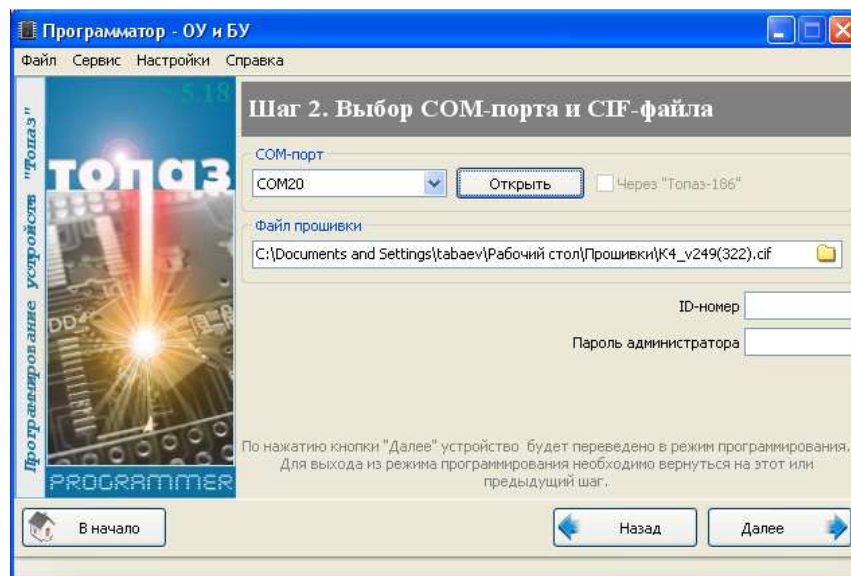 Программатор - ОУ и БУ
Файл Сервис Настройки Справка
Программирование устройств "Топаз"
5.18
топаз
DD
PROGRAMMER
Шаг 2. Выбор COM-порта и CIF-файла
COM-порт
COM20
Открыть
Через "Топаз-186"
Файл прошивки
C:\Documents and Settings\tabaev\Рабочий стол\Прошивки\K4_v249(322).cif
ID-номер
Пароль администратора
По нажатию кнопки "Далее" устройство будет переведено в режим программирования.
Для выхода из режима программирования необходимо вернуться на этот или
предыдущий шаг.
В начало
Назад
Далее